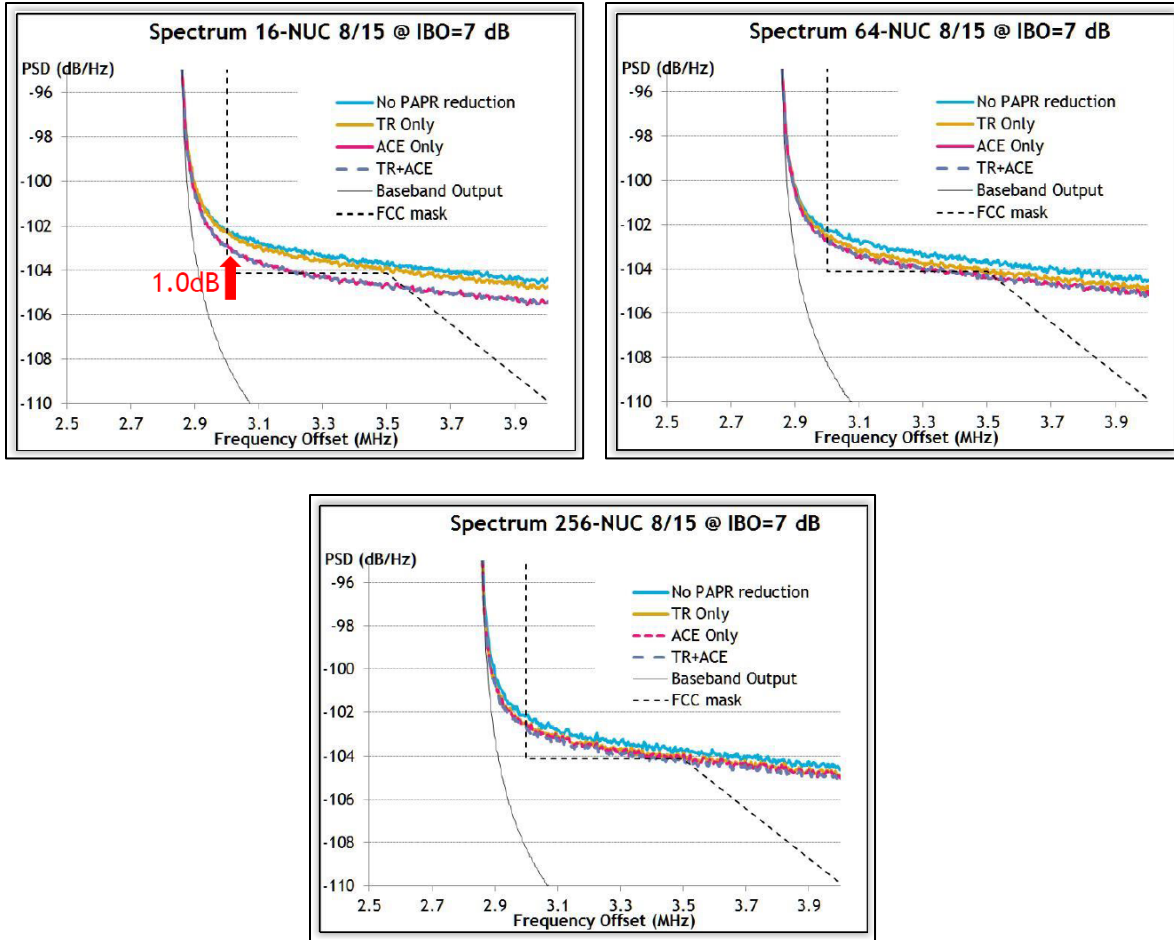 Spectrum 16-NUC 8/15 @ IBO=7 dB
PSD (dB/Hz)
-96
-98
-100
-102
-104
-106
-108
-110
No PAPR reduction
TR Only
ACE Only
TR+ACE
Baseband Output
FCC mask
1.0dB
2.5 2.7 2.9 3.1 3.3 3.5 3.7 3.9
Frequency Offset (MHz)
Spectrum 64-NUC 8/15 @ IBO=7 dB
PSD (dB/Hz)
-96
-98
-100
-102
-104
-106
-108
-110
No PAPR reduction
TR Only
ACE Only
TR+ACE
Baseband Output
FCC mask
2.5 2.7 2.9 3.1 3.3 3.5 3.7 3.9
Frequency Offset (MHz)
Spectrum 256-NUC 8/15 @ IBO=7 dB
PSD (dB/Hz)
-96
-98
-100
-102
-104
-106
-108
-110
No PAPR reduction
TR Only
ACE Only
TR+ACE
Baseband Output
FCC mask
2.5 2.7 2.9 3.1 3.3 3.5 3.7 3.9
Frequency Offset (MHz)